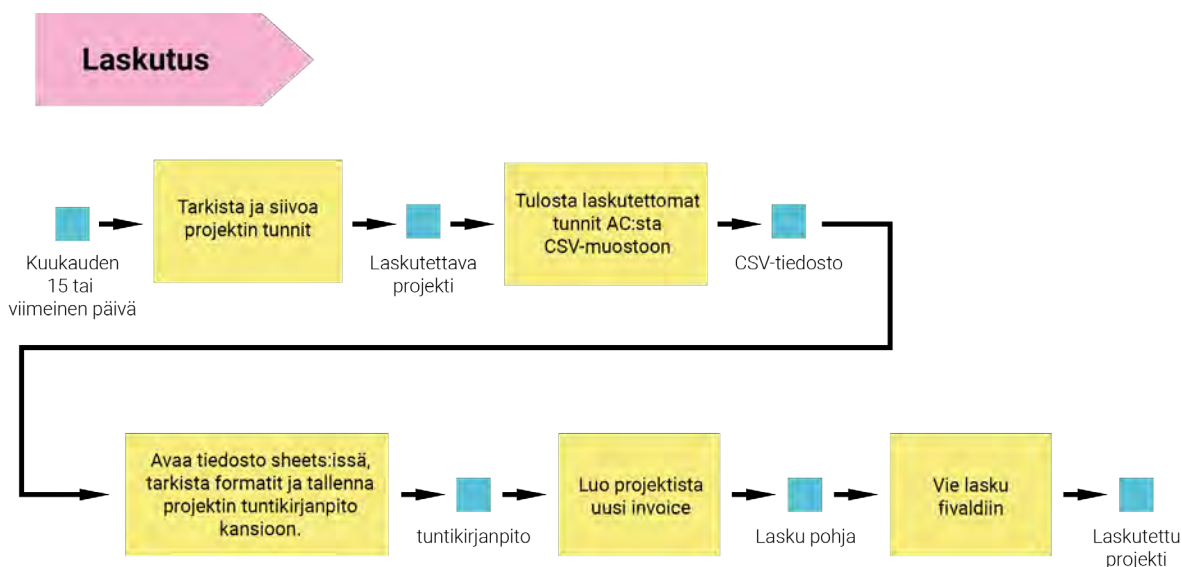 Laskutus
Tarkista ja siivoa
projektin tunnit
Tulosta laskutettomat
tunnit AC:sta
CSV-muostoon
Kuukauden
15 tai
viimeinen päivä
Laskutettava
projekti
CSV-tiedosto
Avaa tiedosto sheets:issä,
tarkista formatit ja tallenna
projektin tuntikirjanpito
kansioon.
Luo projektista
uusi invoice
Vie lasku
fivaldiin
tuntikirjanpito
Lasku pohja
Laskutettu
projekti